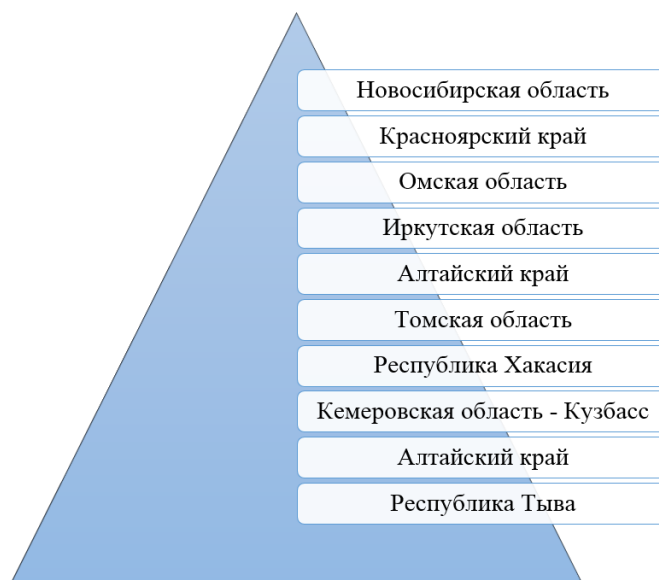 Новосибирская область
Красноярский край
Омская область
Иркутская область
Алтайский край
Томская область
Республика Хакасия
Кемеровская область - Кузбасс
Алтайский край
Республика Тыва